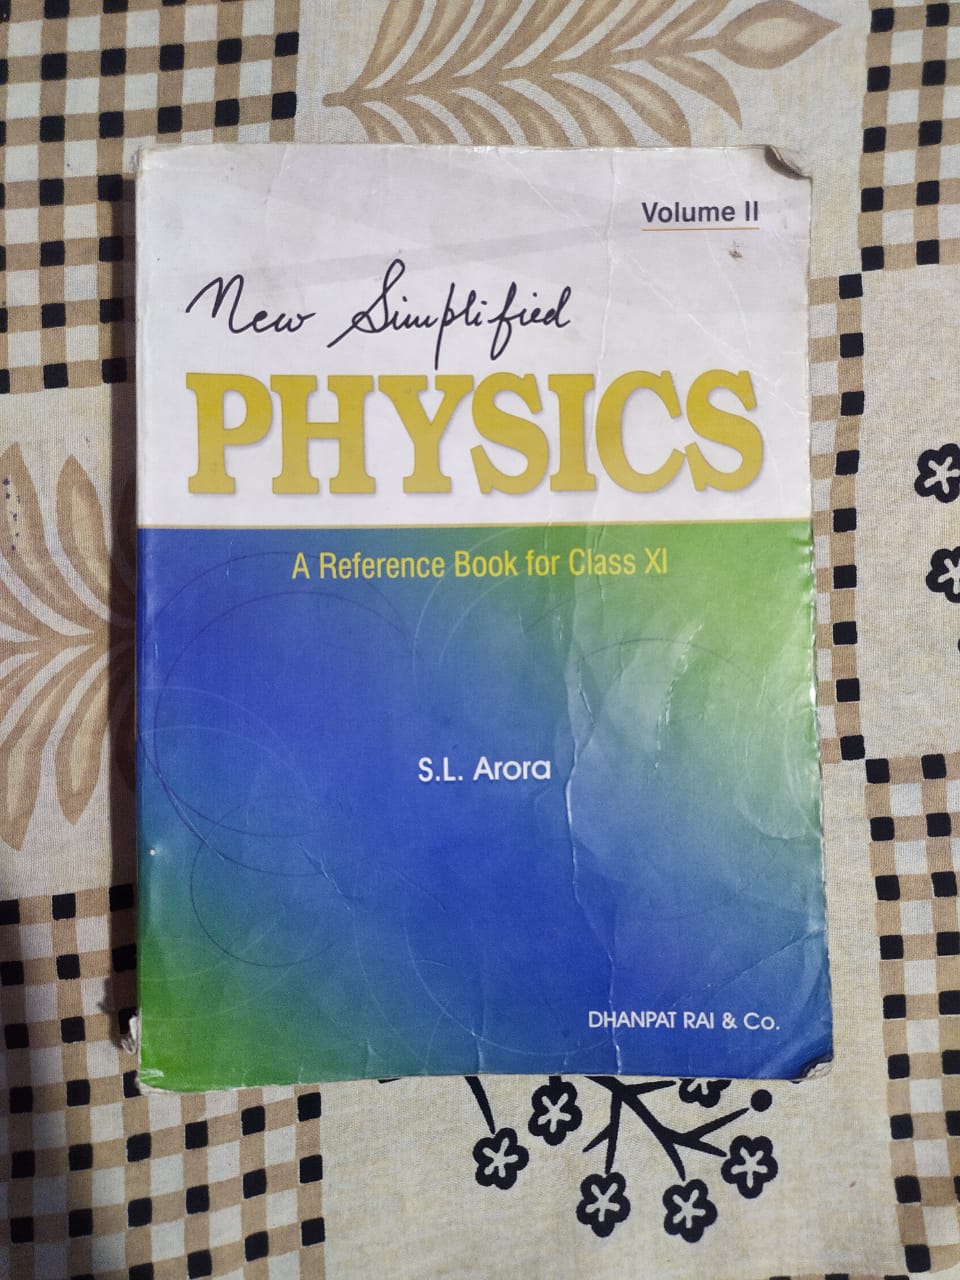 Volume II
New Simplified
PHYSICS
A Reference Book for Class XI
S.L. Arora
DHANPAT RAI & Co.